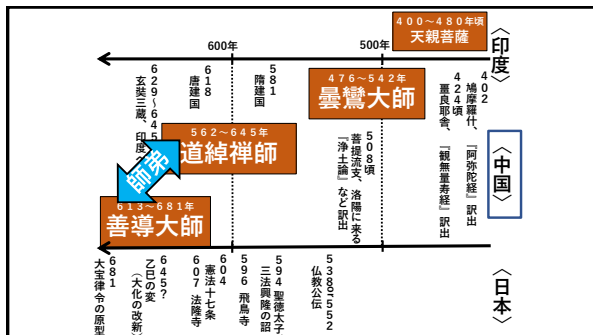 ４００～４８０年頃
天親菩薩
〈印度〉
600年
500年
402
鳩摩羅什、『阿弥陀経』訳出
424頃
畺良耶舎、『観無量寿経』訳出
４７６～５４２年
曇鸞大師
508頃
菩提流支、洛陽に来る
『浄土論』など訳出
581
隋建国
618
唐建国
629～645
玄奘三蔵、印度へ
５６２～６４５年
道綽禅師
師弟
６１３～６８１年
善導大師
〈中国〉
〈日本〉
538or552
仏教公伝
594 聖徳太子
三法興隆の詔
596 飛鳥寺
604
憲法十七条
607 法隆寺
645?
乙巳の変
（大化の改新）
681
大宝律令の原型